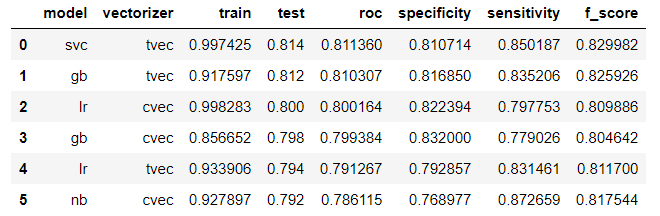 model vectorizer train test roc specificity sensitivity f_score
0 svc tvec 0.997425 0.814 0.811360 0.810714 0.850187 0.829982
1 gb tvec 0.917597 0.812 0.810307 0.816850 0.835206 0.825926
2 lr cvec 0.998283 0.800 0.800164 0.822394 0.797753 0.809886
3 gb cvec 0.856652 0.798 0.799384 0.832000 0.779026 0.804642
4 lr tvec 0.933906 0.794 0.791267 0.792857 0.831461 0.811700
5 nb cvec 0.927897 0.792 0.786115 0.768977 0.872659 0.817544